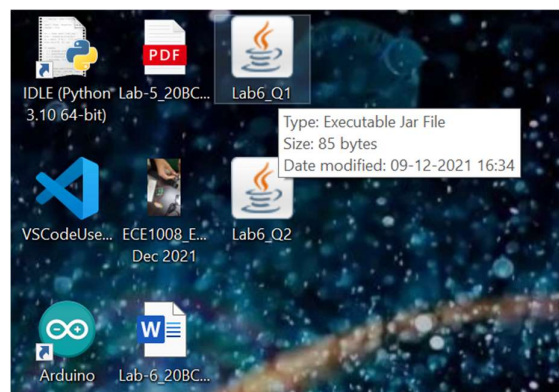 IDLE (Python
3.10 64-bit)
PDF
Lab-5_20BC...
Lab6_Q1
Type: Executable Jar File
Size: 85 bytes
Date modified: 09-12-2021 16:34
VSCodeUse...
ECE1008_E...
Dec 2021
Lab6_Q2
Arduino
W
Lab-6_20BC...